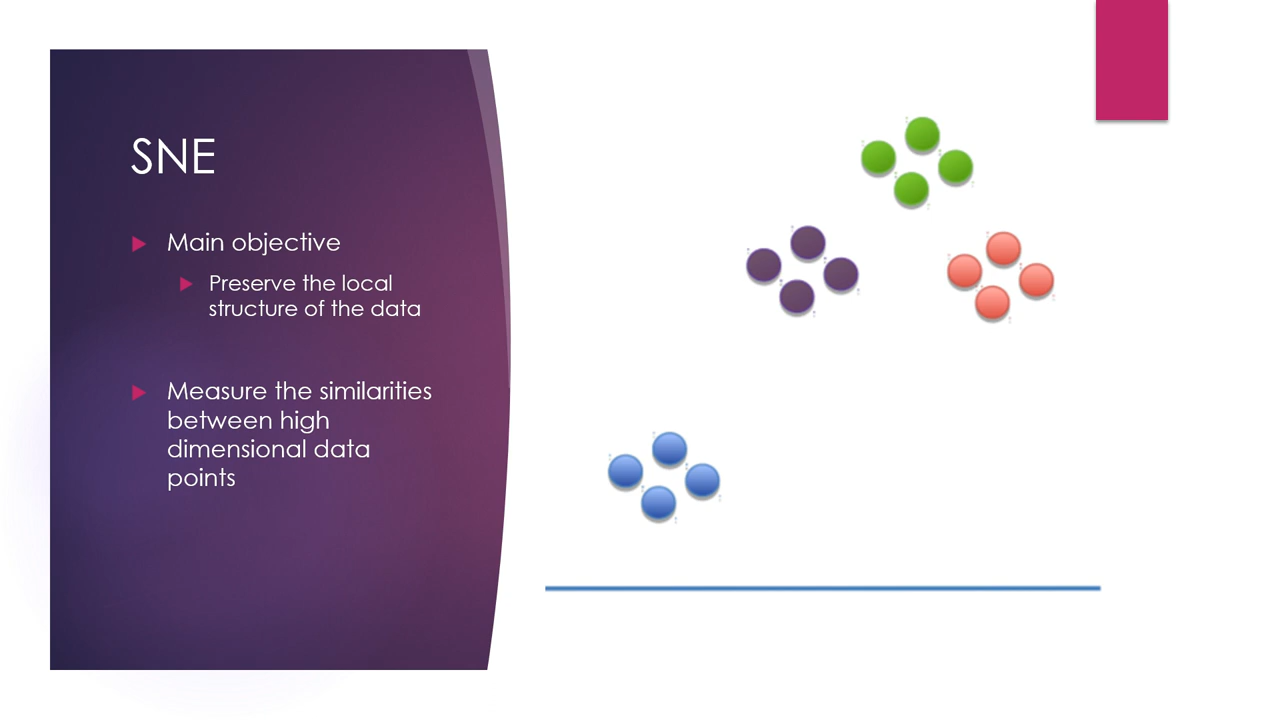 SNE
Main objective
Preserve the local
structure of the data
Measure the similarities
between high
dimensional data
points